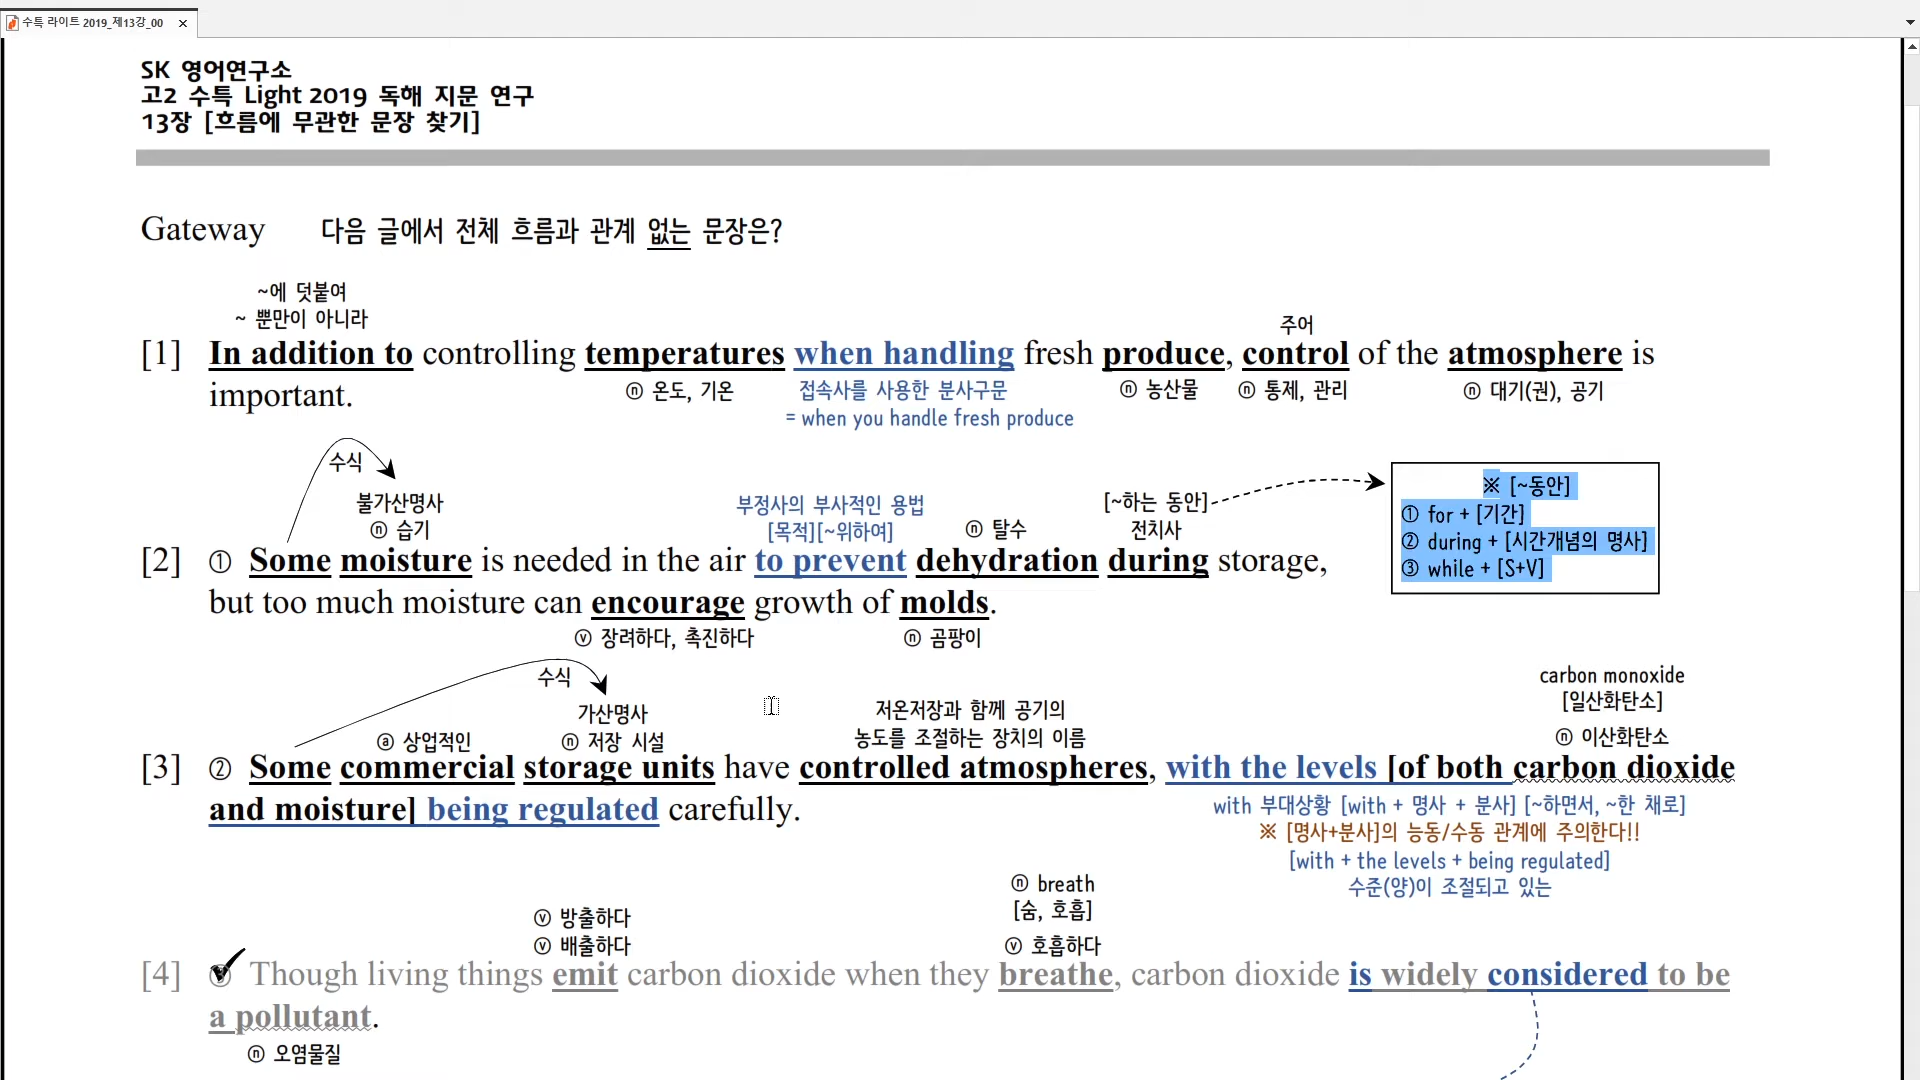 수특 라이트 2019_제13강_00
SK 영어연구소
고2 수특 Light 2019 독해 지문 연구
13장 [흐름에 무관한 문장 찾기]
Gateway 다음 글에서 전체 흐름과 관계 없는 문장은?
~에 덧붙여
~ 뿐만이 아니라
주어
[1] In addition to controlling temperatures when handling fresh produce, control of the atmosphere is
ⓝ 온도, 기온 접속사를 사용한 분사구문 ⓝ 농산물 ⓝ 통제, 관리 ⓝ 대기(권), 공기
important.
= when you handle fresh produce
수식
불가산명사
ⓝ 습기
부정사의 부사적인 용법
[목적][~위하여]
ⓝ 탈수
[~하는 동안]
전치사
※ [~동안]
① for + [기간]
② during + [시간개념의 명사]
③ while + [S+V]
[2] ① Some moisture is needed in the air to prevent dehydration during storage,
but too much moisture can encourage growth of molds.
ⓥ 장려하다, 촉진하다 ⓝ 곰팡이
수식
가산명사
ⓐ 상업적인 ⓝ 저장 시설
저온저장과 함께 공기의
농도를 조절하는 장치의 이름
carbon monoxide
[일산화탄소]
ⓝ 이산화탄소
[3] ② Some commercial storage units have controlled atmospheres, with the levels [of both carbon dioxide
and moisture] being regulated carefully.
with 부대상황 [with + 명사 + 분사] [~하면서, ~한 채로]
※ [명사+분사]의 능동/수동 관계에 주의한다!!
[with + the levels + being regulated]
수준(양)이 조절되고 있는
ⓥ 방출하다
ⓥ 배출하다
ⓝ breath
[숨, 호흡]
ⓥ 호흡하다
[4] ③ Though living things emit carbon dioxide when they breathe, carbon dioxide is widely considered to be
a pollutant.
ⓝ 오염물질